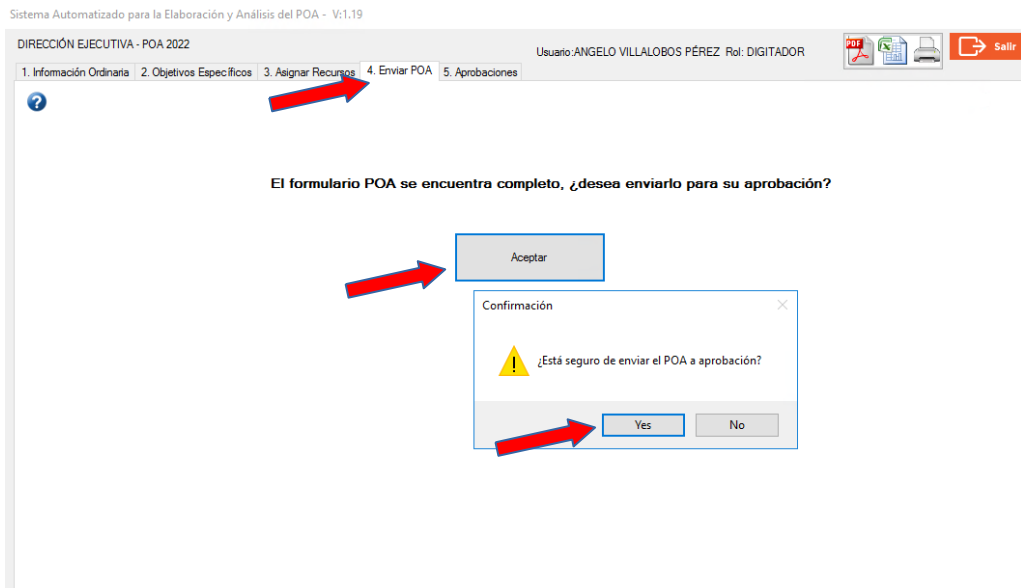 Sistema Automatizado para la Elaboración y Análisis del POA - V:1.19
DIRECCIÓN EJECUTIVA - POA 2022
Usuario:ANGELO VILLALOBOS PÉREZ Rol: DIGITADOR
PDF
Salir
1. Información Ordinaria 2. Objetivos Específicos 3. Asignar Recursos 4. Enviar POA 5. Aprobaciones
?
El formulario POA se encuentra completo, ¿desea enviarlo para su aprobación?
Aceptar
Confirmación
¿Está seguro de enviar el POA a aprobación?
Yes No